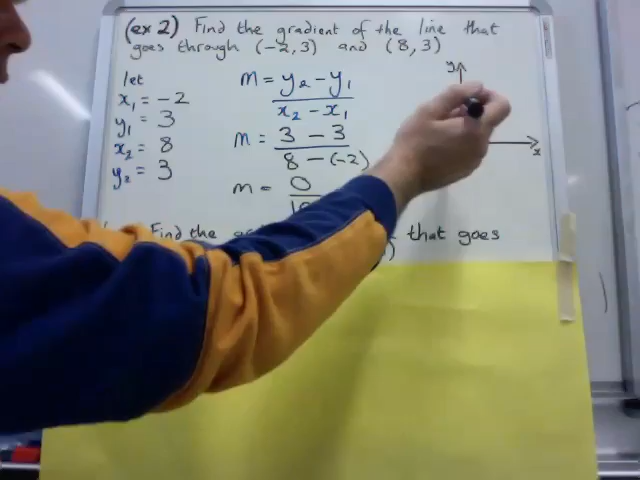 (ex 2) Find the gradient of the line that
goes through (-2,3) and (8,3)
let
x₁ = -2
y₁ = 3
x₂ = 8
y₂ = 3
m = y₂ - y₁
x₂ - x₁
m = 3 - 3
8 - (-2)
m = 0
y
x
Find the that goes